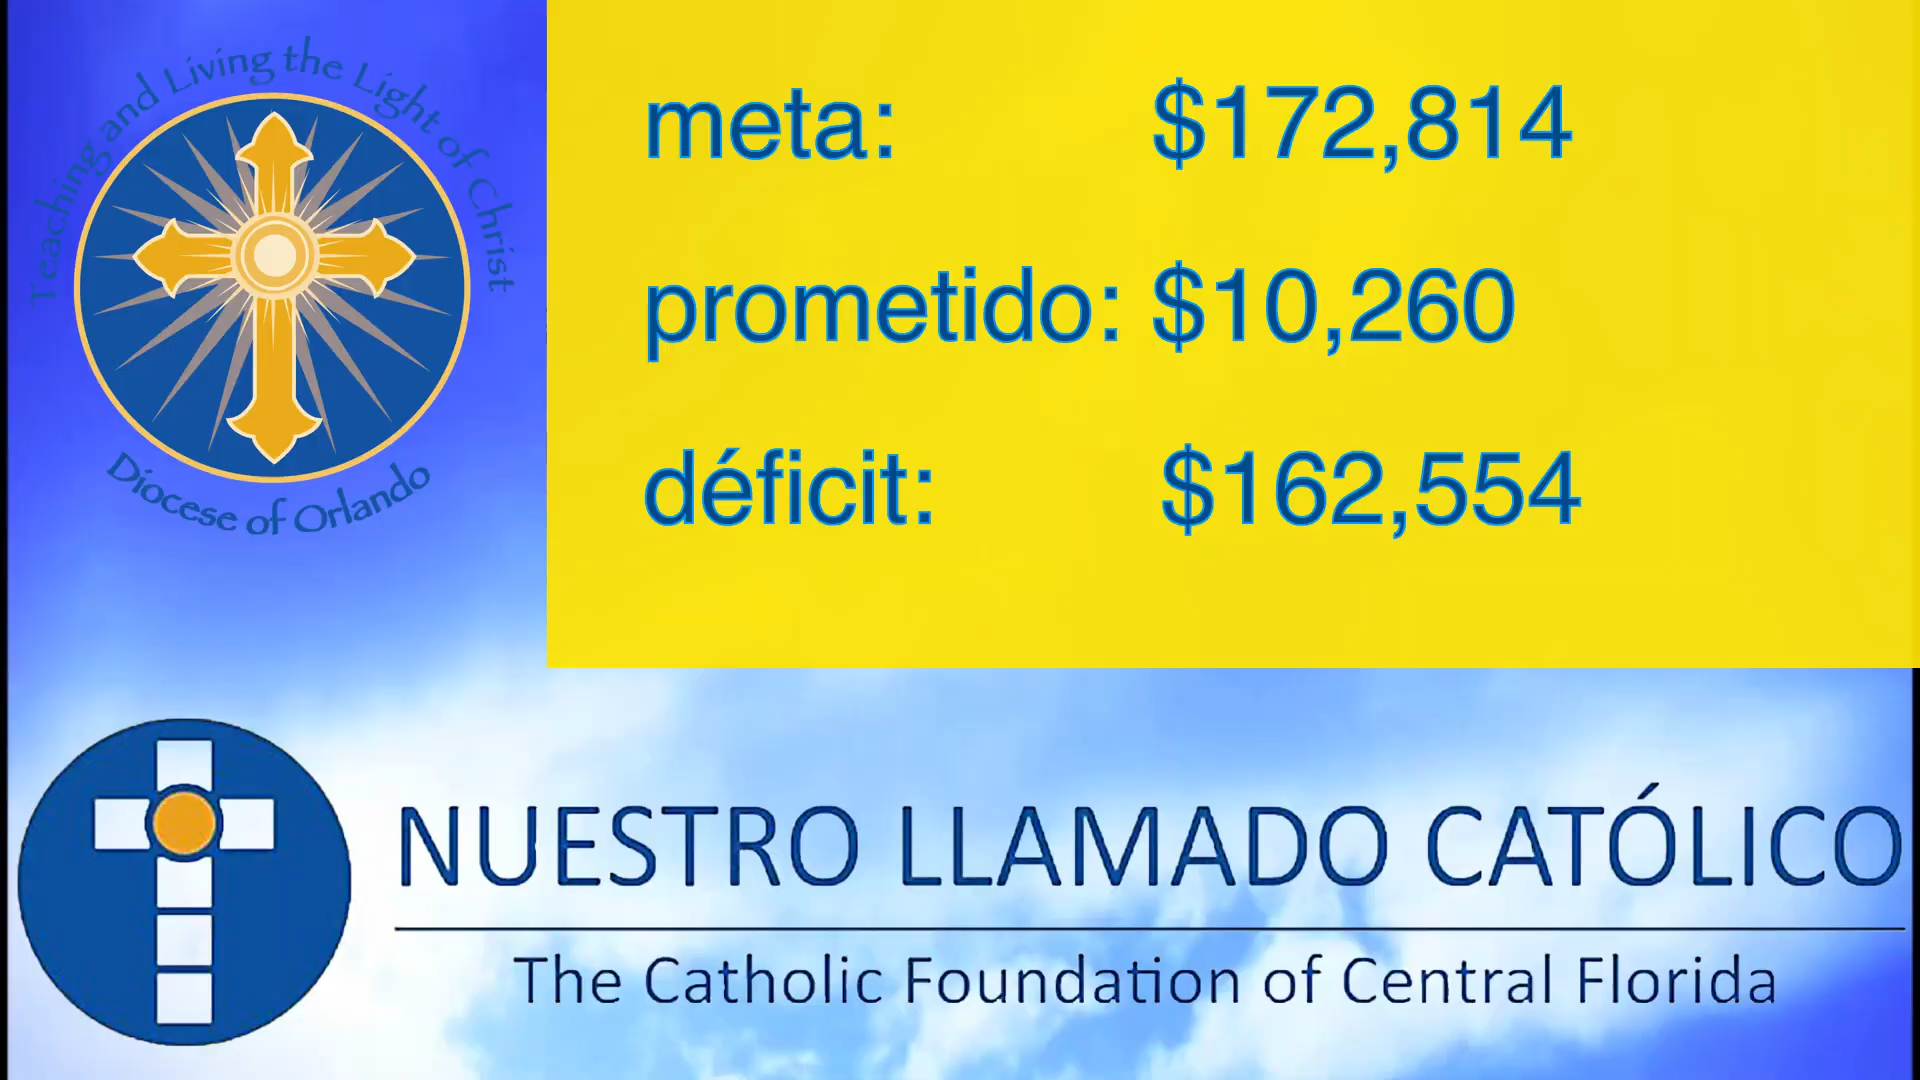 Teaching and Living the Light of Christ
Diocese of Orlando
meta: $172,814
prometido: $10,260
déficit: $162,554
NUESTRO LLAMADO CATÓLICO
The Catholic Foundation of Central Florida